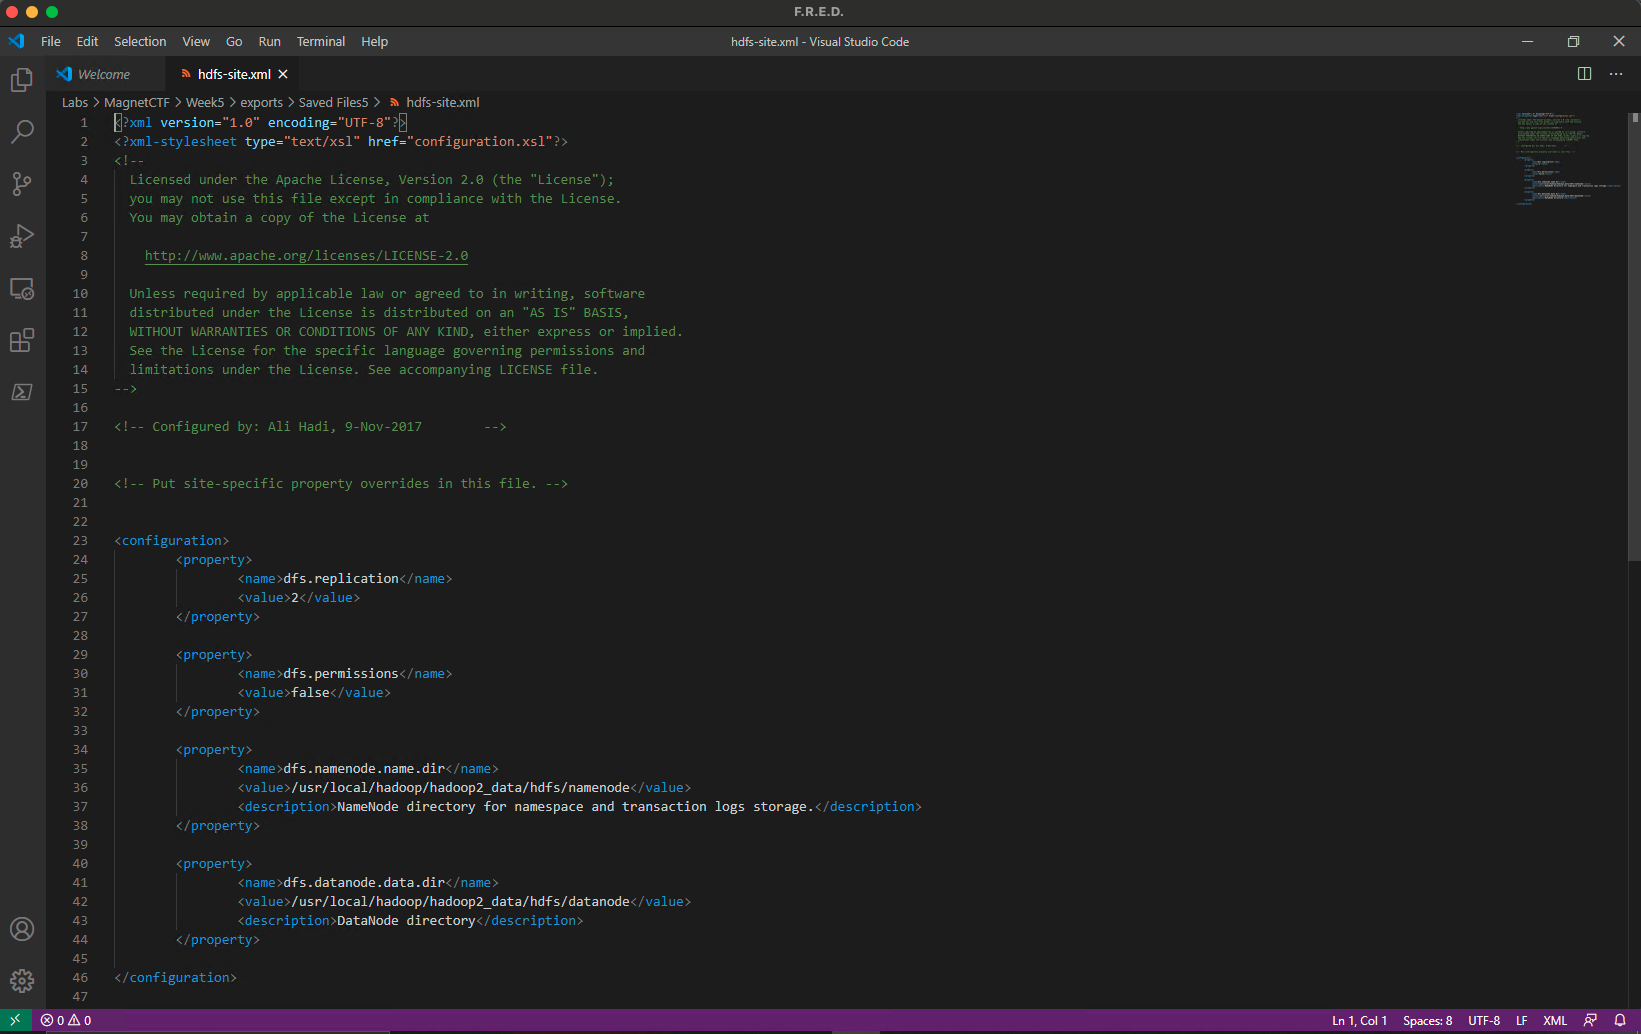 F.R.E.D.
File Edit Selection View Go Run Terminal Help
hdfs-site.xml - Visual Studio Code
Welcome
hdfs-site.xml
Labs > MagnetCTF > Week5 > exports > Saved Files5 > hdfs-site.xml
1 <?xml version="1.0" encoding="UTF-8"?>
2 <?xml-stylesheet type="text/xsl" href="configuration.xsl"?>
3 <!--
4 Licensed under the Apache License, Version 2.0 (the "License");
5 you may not use this file except in compliance with the License.
6 You may obtain a copy of the License at
7
8 http://www.apache.org/licenses/LICENSE-2.0
9
10 Unless required by applicable law or agreed to in writing, software
11 distributed under the License is distributed on an "AS IS" BASIS,
12 WITHOUT WARRANTIES OR CONDITIONS OF ANY KIND, either express or implied.
13 See the License for the specific language governing permissions and
14 limitations under the License. See accompanying LICENSE file.
15 -->
16
17 <!-- Configured by: Ali Hadi, 9-Nov-2017 -->
18
19
20 <!-- Put site-specific property overrides in this file. -->
21
22
23 <configuration>
24 <property>
25 <name>dfs.replication</name>
26 <value>2</value>
27 </property>
28
29 <property>
30 <name>dfs.permissions</name>
31 <value>false</value>
32 </property>
33
34 <property>
35 <name>dfs.namenode.name.dir</name>
36 <value>/usr/local/hadoop/hadoop2_data/hdfs/namenode</value>
37 <description>NameNode directory for namespace and transaction logs storage.</description>
38 </property>
39
40 <property>
41 <name>dfs.datanode.data.dir</name>
42 <value>/usr/local/hadoop/hadoop2_data/hdfs/datanode</value>
43 <description>DataNode directory</description>
44 </property>
45
46 </configuration>
47
0 0
Ln 1, Col 1 Spaces: 8 UTF-8 LF XML